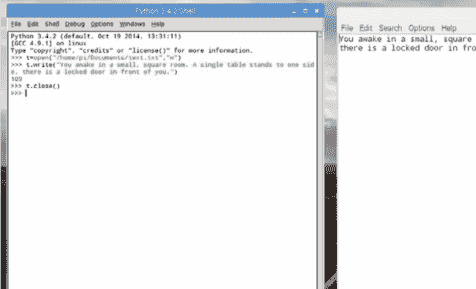 Python 3.4.2 Shell
File Edit Shell Debug Options Windows Help
Python 3.4.2 (default, Oct 19 2014, 13:31:11)
[GCC 4.9.1] on linux
Type "copyright", "credits" or "license()" for more information.
>>> t=open("/home/pi/Documents/text.txt","w")
>>> t.write("You awake in a small, square room. A single table stands to one sid
e, there is a locked door in front of you.")
109
>>> t.close()
>>>
File Edit Search Options Help
You awake in a small, square
there is a locked door in fro